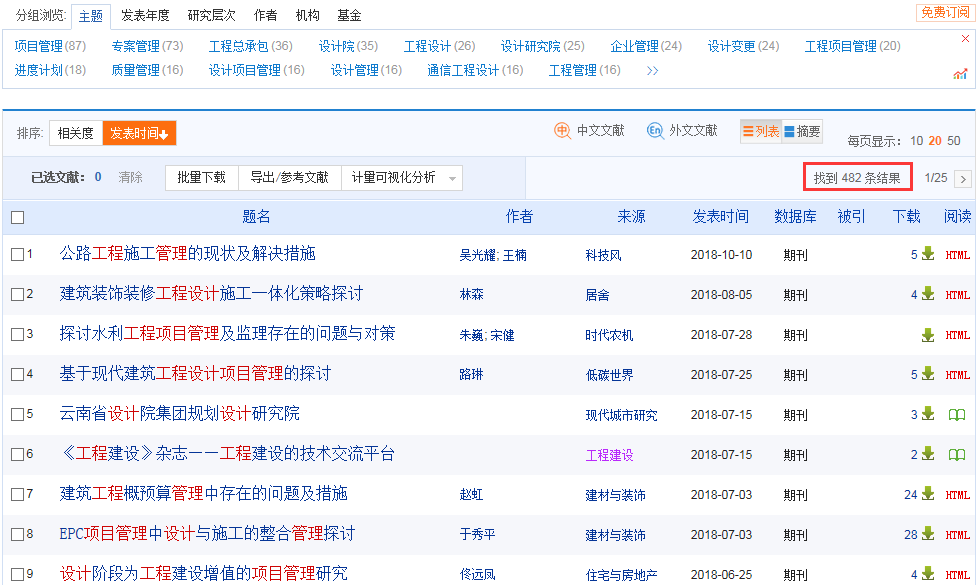 分组浏览: 主题 发表年度 研究层次 作者 机构 基金 免费订阅
项目管理(87) 专案管理(73) 工程总承包(36) 设计院(35) 工程设计(26) 设计研究院(25) 企业管理(24) 设计变更(24) 工程项目管理(20)
进度计划(18) 质量管理(16) 设计项目管理(16) 设计管理(16) 通信工程设计(16) 工程管理(16) >>
排序: 相关度 发表时间↓ 中 中文文献 En 外文文献 列表 摘要 每页显示: 10 20 50
已选文献: 0 清除 批量下载 导出/参考文献 计量可视化分析 找到 482 条结果 1/25 >
题名 作者 来源 发表时间 数据库 被引 下载 阅读
1 公路工程施工管理的现状及解决措施 吴光耀; 王楠 科技风 2018-10-10 期刊 5 HTML
2 建筑装饰装修工程设计施工一体化策略探讨 林森 居舍 2018-08-05 期刊 4 HTML
3 探讨水利工程项目管理及监理存在的问题与对策 朱巍; 宋健 时代农机 2018-07-28 期刊 HTML
4 基于现代建筑工程设计项目管理的探讨 路琳 低碳世界 2018-07-25 期刊 5 HTML
5 云南省设计院集团规划设计研究院 现代城市研究 2018-07-15 期刊 3
6 《工程建设》杂志——工程建设的技术交流平台 工程建设 2018-07-15 期刊 2
7 建筑工程概预算管理中存在的问题及措施 赵虹 建材与装饰 2018-07-03 期刊 24 HTML
8 EPC项目管理中设计与施工的整合管理探讨 于秀平 建材与装饰 2018-07-03 期刊 28 HTML
9 设计阶段为工程建设增值的项目管理研究 佟远凤 住宅与房地产 2018-06-25 期刊 4 HTML